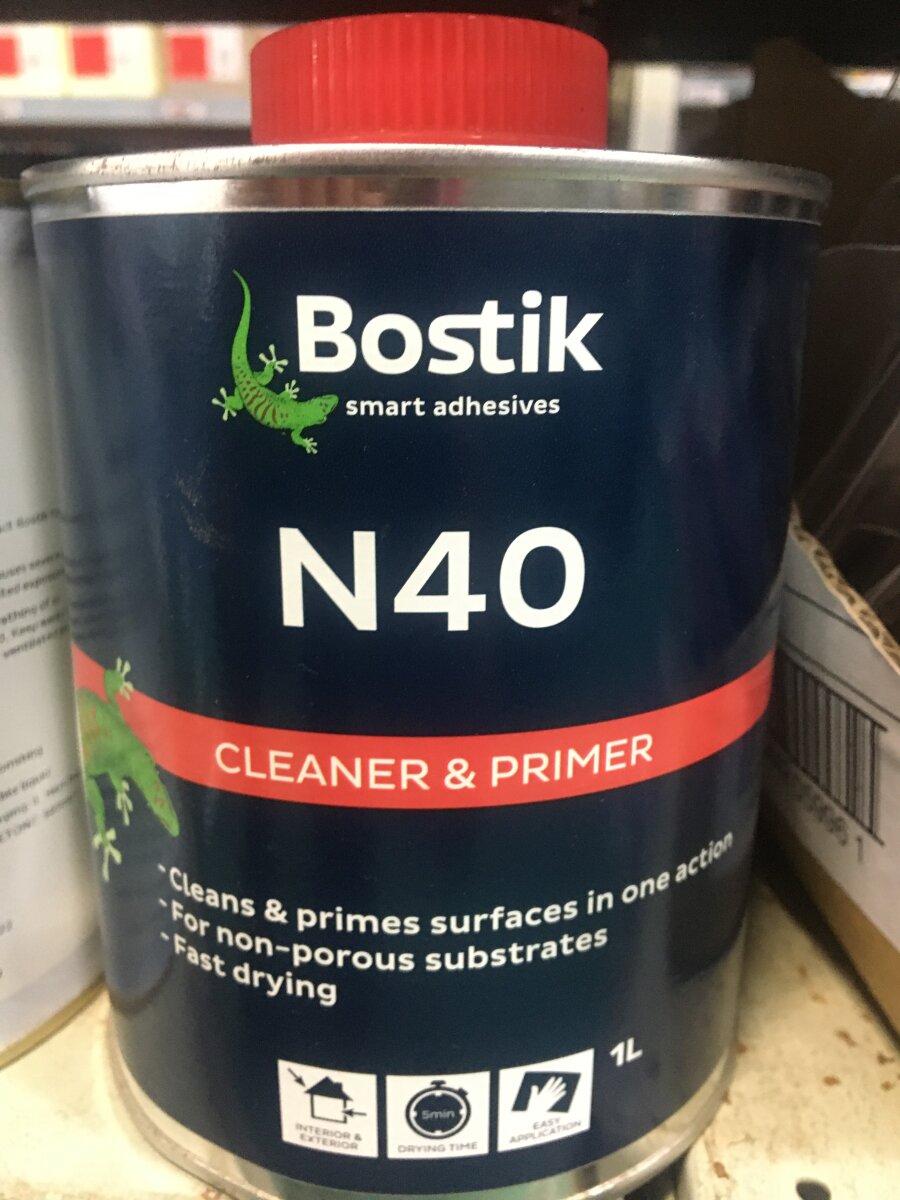 Bostik
smart adhesives
N40
CLEANER & PRIMER
- Cleans & primes surfaces in one action
- For non-porous substrates
- Fast drying
1L
5min
INTERIOR &
EXTERIOR
DRYING TIME
EASY
APPLICATION